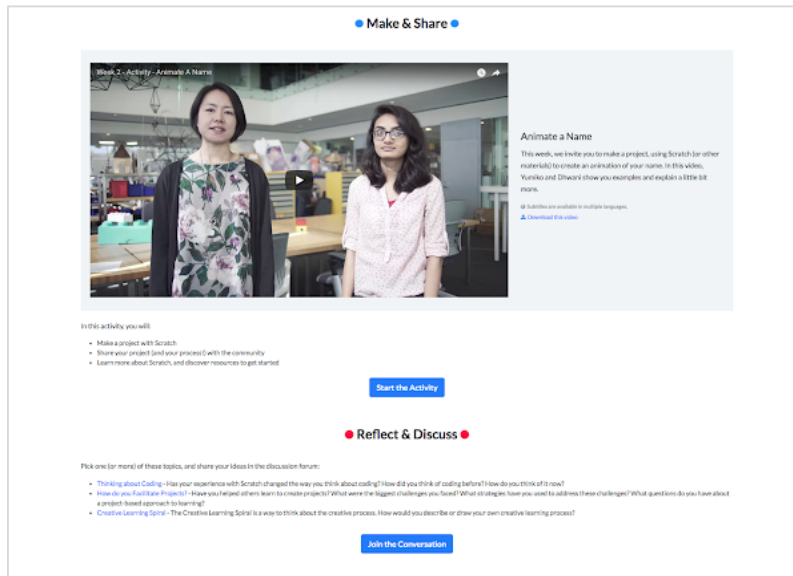 Make & Share
Week 2 - Activity - Animate A Name
Animate a Name
This week, we invite you to make a project, using Scratch (or other
materials) to create an animation of your name. In this video,
Yumiko and Dhwani show you examples and explain a little bit
more.
Subtitles are available in multiple languages.
Download this video
In this activity, you will:
Make a project with Scratch
Share your project (and your process!) with the community
Learn more about Scratch, and discover resources to get started
Start the Activity
Reflect & Discuss
Pick one (or more) of these topics, and share your ideas in the discussion forum:
Thinking about Coding - Has your experience with Scratch changed the way you think about coding? How did you think of coding before? How do you think of it now?
How do you Facilitate Projects? - Have you helped others learn to create projects? What were the biggest challenges you faced? What strategies have you used to address these challenges? What questions do you have about
a project-based approach to learning?
Creative Learning Spiral - The Creative Learning Spiral is a way to think about the creative process. How would you describe or draw your own creative learning process?
Join the Conversation